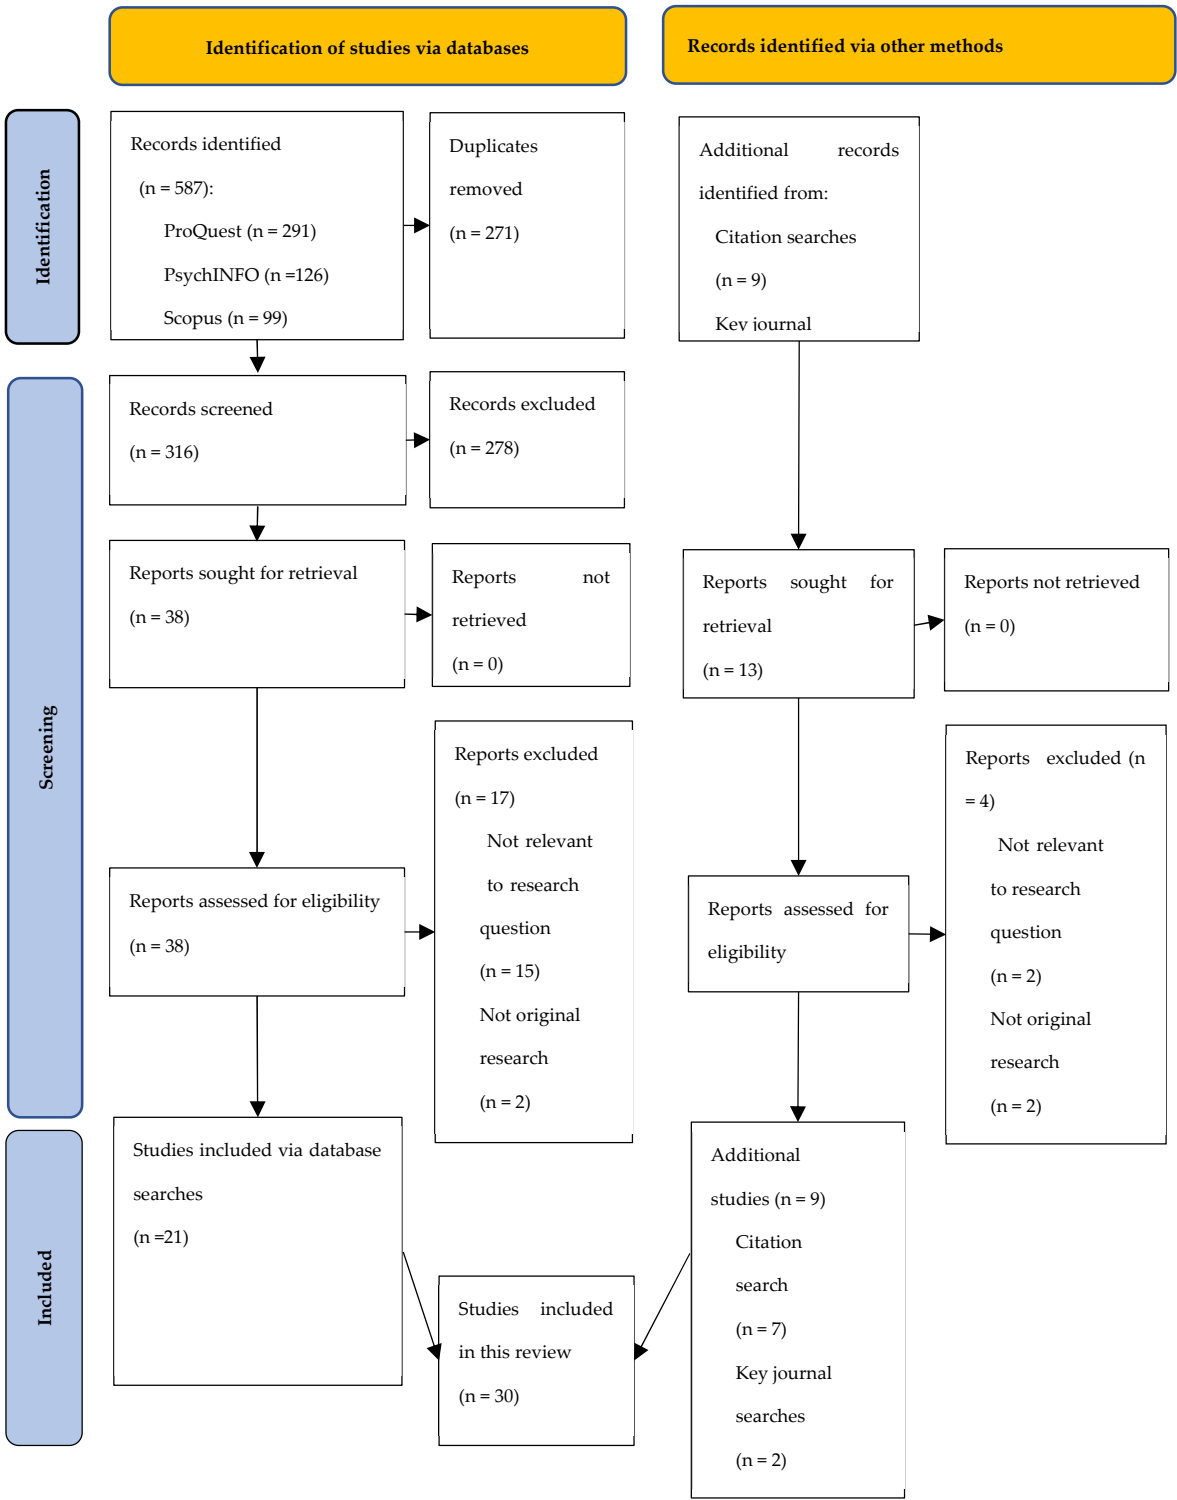 Identification of studies via databases
Records identified via other methods
Identification
Records identified
(n = 587):
ProQuest (n = 291)
PsychINFO (n =126)
Scopus (n = 99)
Duplicates
removed
(n = 271)
Additional records
identified from:
Citation searches
(n = 9)
Key journal
Screening
Records screened
(n = 316)
Records excluded
(n = 278)
Reports sought for retrieval
(n = 38)
Reports not
retrieved
(n = 0)
Reports sought for
retrieval
(n = 13)
Reports not retrieved
(n = 0)
Reports assessed for eligibility
(n = 38)
Reports excluded
(n = 17)
Not relevant
to research
question
(n = 15)
Not original
research
(n = 2)
Reports assessed for
eligibility
Reports excluded (n
= 4)
Not relevant
to research
question
(n = 2)
Not original
research
(n = 2)
Included
Studies included via database
searches
(n =21)
Studies included
in this review
(n = 30)
Additional
studies (n = 9)
Citation
search
(n = 7)
Key journal
searches
(n = 2)